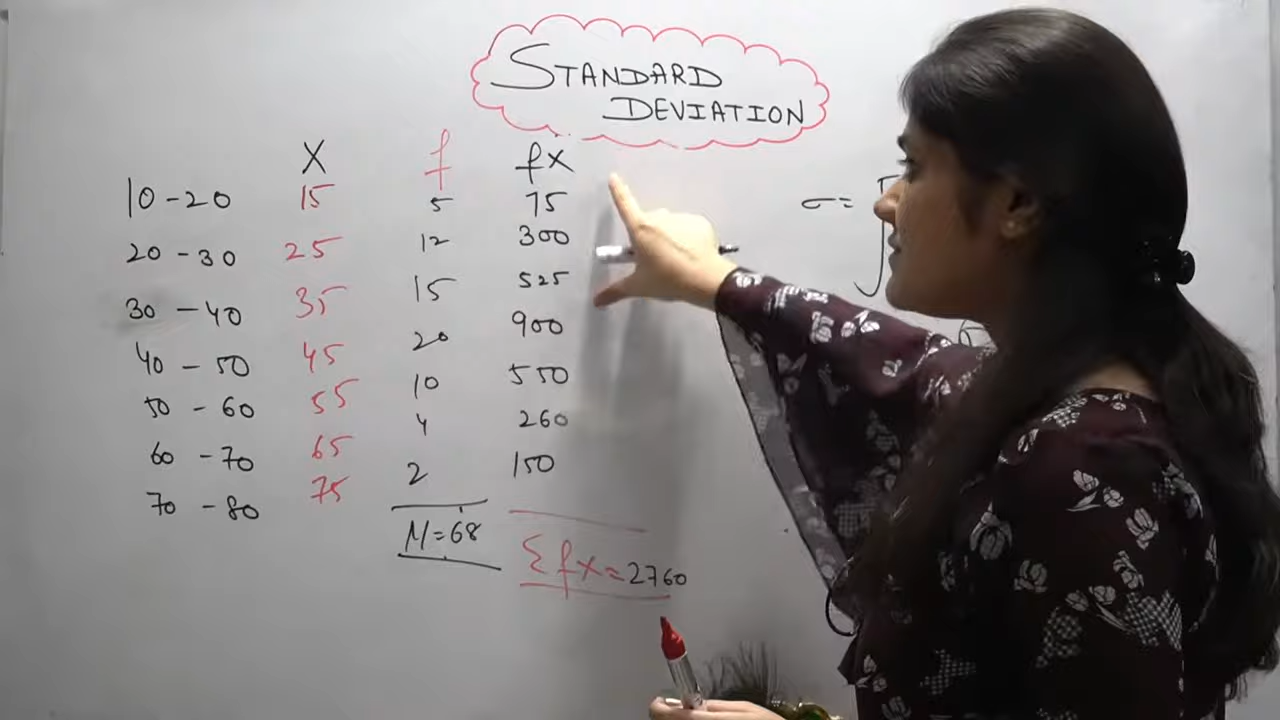 STANDARD
DEVIATION
X f fx
10-20 15 5 75
20-30 25 12 300
30-40 35 15 525
40-50 45 20 900
50-60 55 10 550
60-70 65 4 260
70-80 75 2 150
N=68
Σfx=2760
σ=